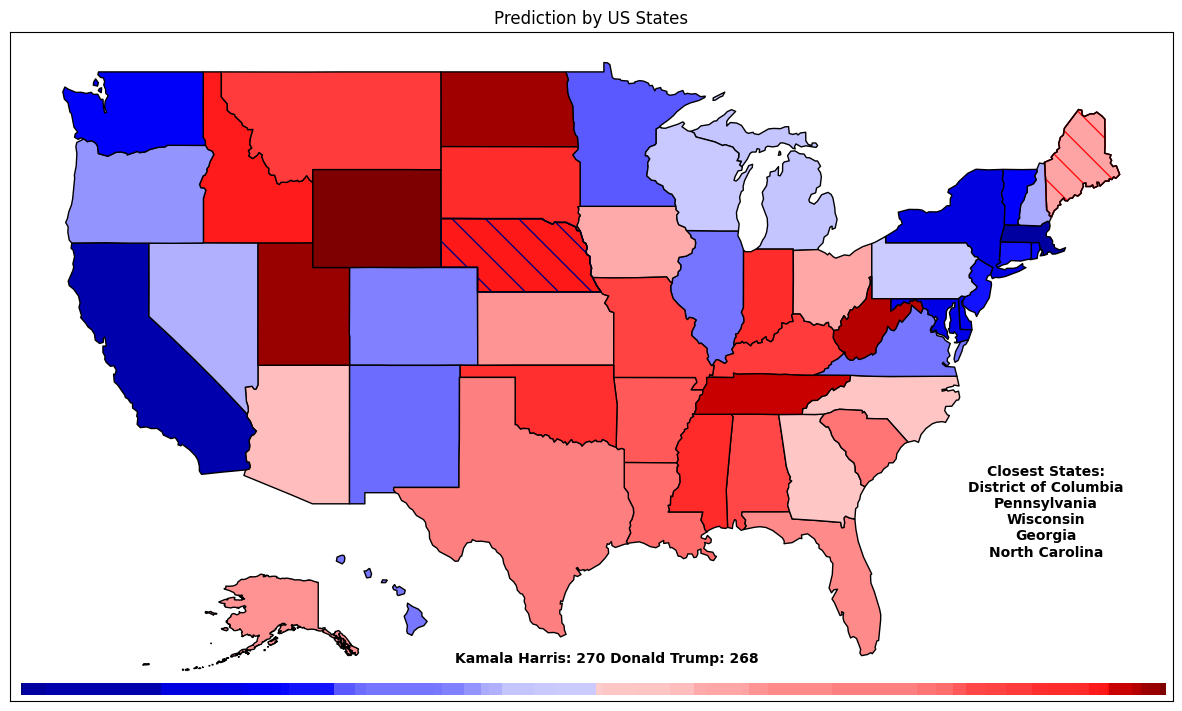 Prediction by US States
Closest States:
District of Columbia
Pennsylvania
Wisconsin
Georgia
North Carolina
Kamala Harris: 270 Donald Trump: 268